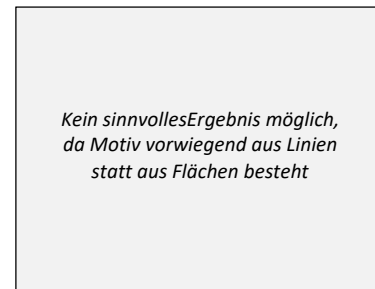 Kein sinnvollesErgebnis möglich,
da Motiv vorwiegend aus Linien
statt aus Flächen besteht